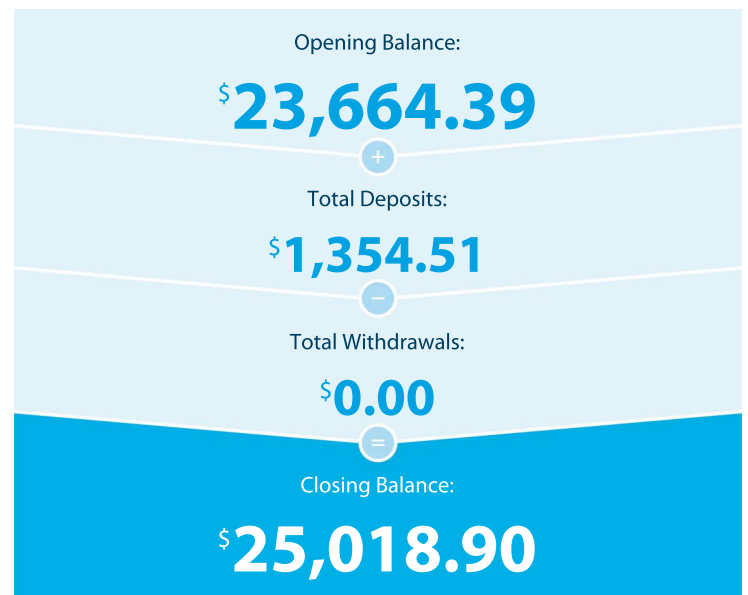 Opening Balance:
$23,664.39
+
Total Deposits:
$1,354.51
−
Total Withdrawals:
$0.00
=
Closing Balance:
$25,018.90